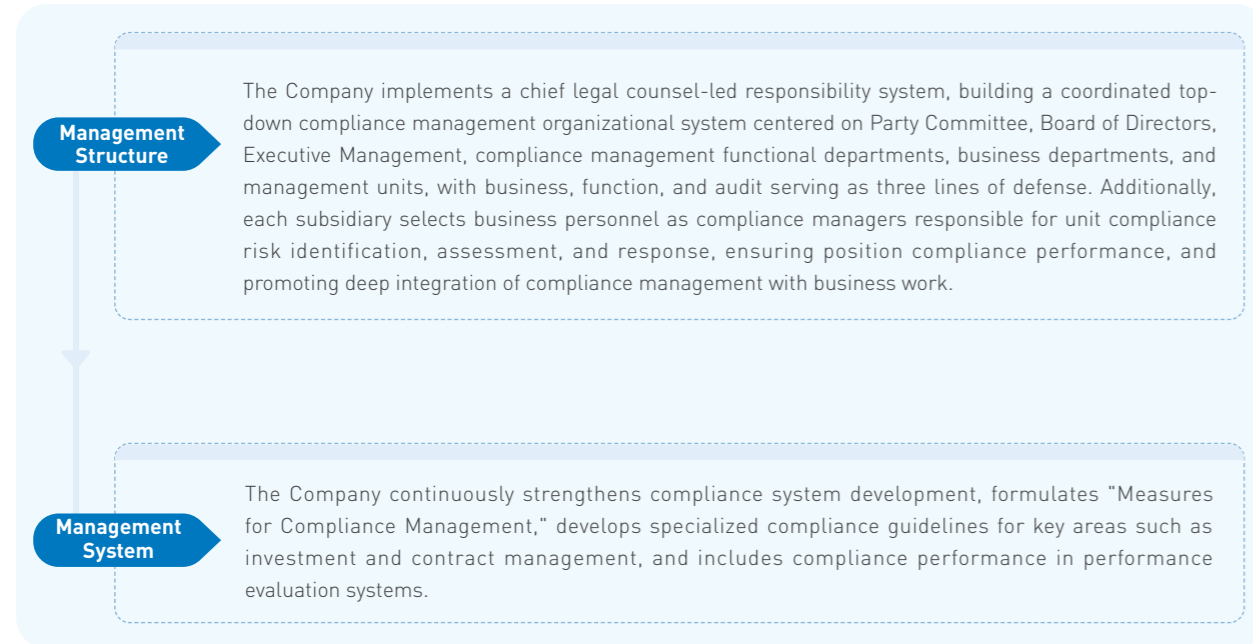 Management
Structure
The Company implements a chief legal counsel-led responsibility system, building a coordinated top-
down compliance management organizational system centered on Party Committee, Board of Directors,
Executive Management, compliance management functional departments, business departments, and
management units, with business, function, and audit serving as three lines of defense. Additionally,
each subsidiary selects business personnel as compliance managers responsible for unit compliance
risk identification, assessment, and response, ensuring position compliance performance, and
promoting deep integration of compliance management with business work.
Management
System
The Company continuously strengthens compliance system development, formulates "Measures
for Compliance Management," develops specialized compliance guidelines for key areas such as
investment and contract management, and includes compliance performance in performance
evaluation systems.